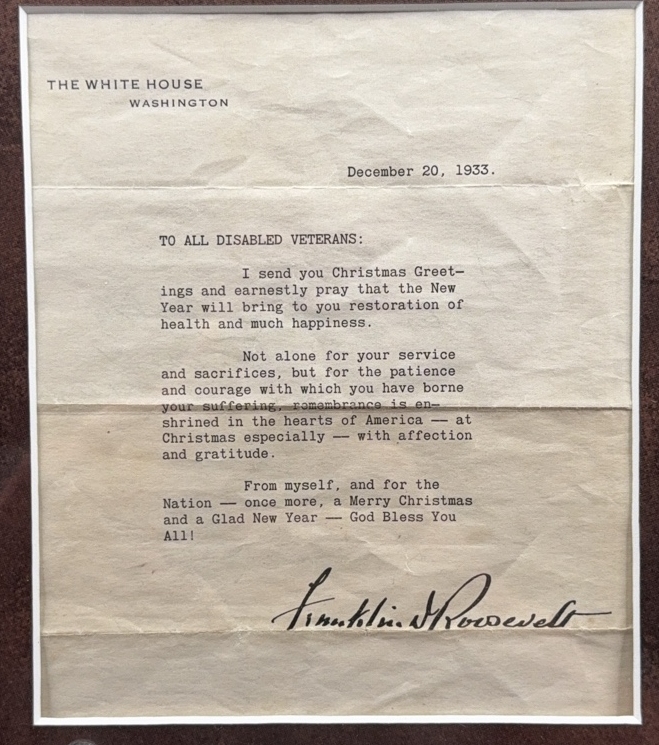 THE WHITE HOUSE
WASHINGTON
December 20, 1933.
TO ALL DISABLED VETERANS:
I send you Christmas Greet-
ings and earnestly pray that the New
Year will bring to you restoration of
health and much happiness.
Not alone for your service
and sacrifices, but for the patience
and courage with which you have borne
your suffering, remembrance is en-
shrined in the hearts of America — at
Christmas especially — with affection
and gratitude.
From myself, and for the
Nation — once more, a Merry Christmas
and a Glad New Year — God Bless You
All!
Franklin D Roosevelt